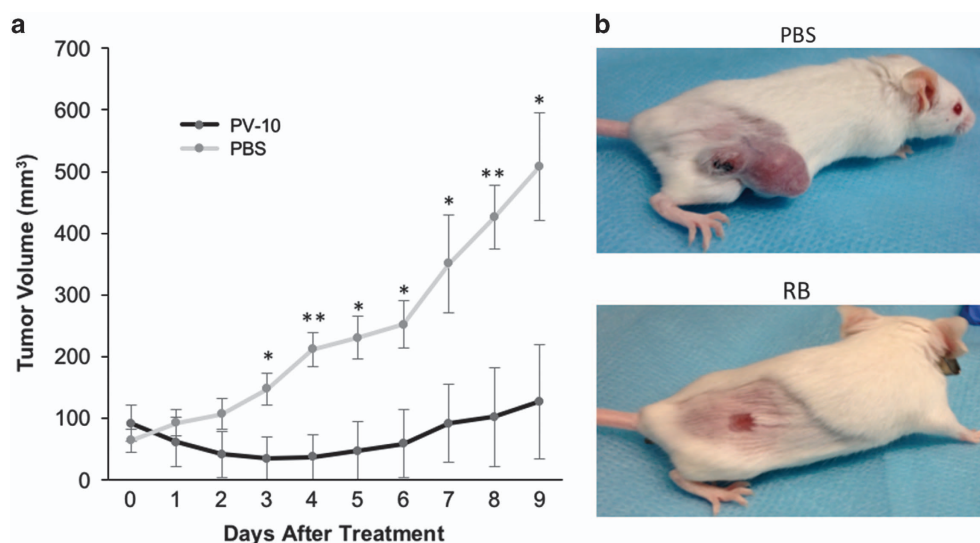 a
700
600
500
400
300
200
100
0
Tumor Volume (mm³)
PV-10
PBS
*
**
*
*
*
**
*
0 1 2 3 4 5 6 7 8 9
Days After Treatment
b
PBS
RB